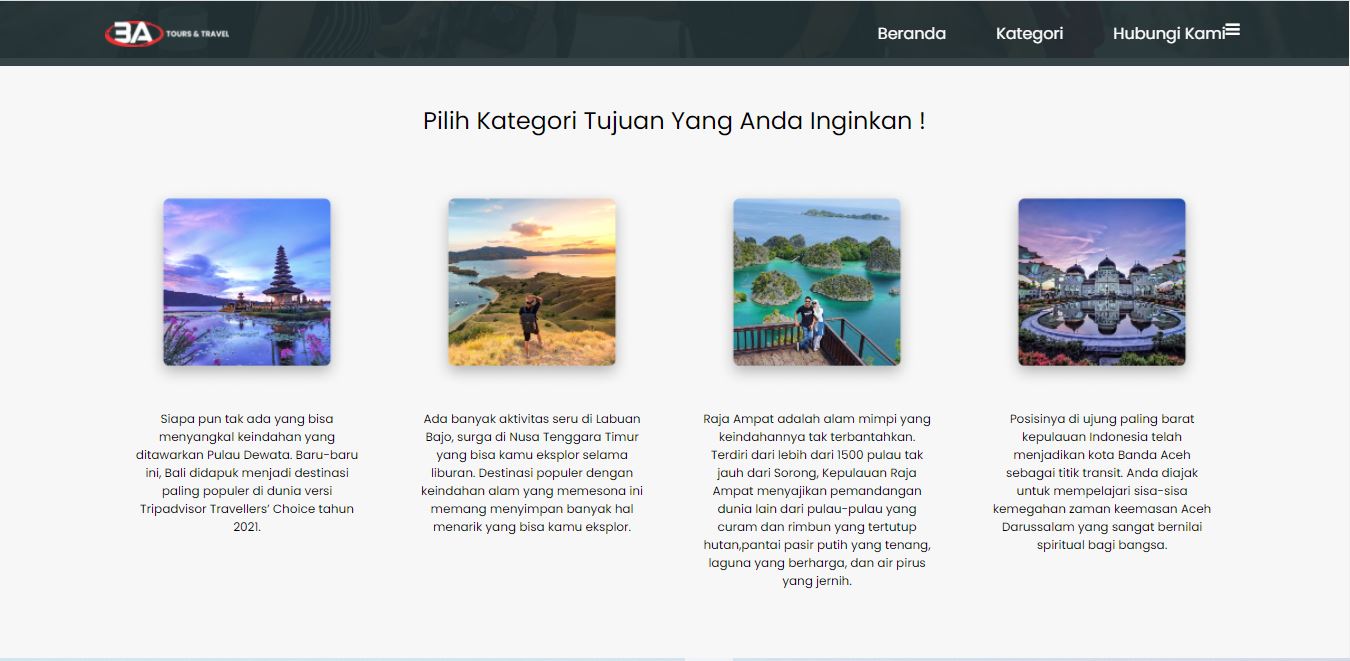 3A TOURS & TRAVEL
Beranda
Kategori
Hubungi Kami
Pilih Kategori Tujuan Yang Anda Inginkan !
Siapa pun tak ada yang bisa
menyangkal keindahan yang
ditawarkan Pulau Dewata. Baru-baru
ini, Bali didapuk menjadi destinasi
paling populer di dunia versi
Tripadvisor Travellers’ Choice tahun
2021.
Ada banyak aktivitas seru di Labuan
Bajo, surga di Nusa Tenggara Timur
yang bisa kamu eksplor selama
liburan. Destinasi populer dengan
keindahan alam yang memesona ini
memang menyimpan banyak hal
menarik yang bisa kamu eksplor.
Raja Ampat adalah alam mimpi yang
keindahannya tak terbantahkan.
Terdiri dari lebih dari 1500 pulau tak
jauh dari Sorong, Kepulauan Raja
Ampat menyajikan pemandangan
dunia lain dari pulau-pulau yang
curam dan rimbun yang tertutup
hutan,pantai pasir putih yang tenang,
laguna yang berharga, dan air pirus
yang jernih.
Posisinya di ujung paling barat
kepulauan Indonesia telah
menjadikan kota Banda Aceh
sebagai titik transit. Anda diajak
untuk mempelajari sisa-sisa
kemegahan zaman keemasan Aceh
Darussalam yang sangat bernilai
spiritual bagi bangsa.